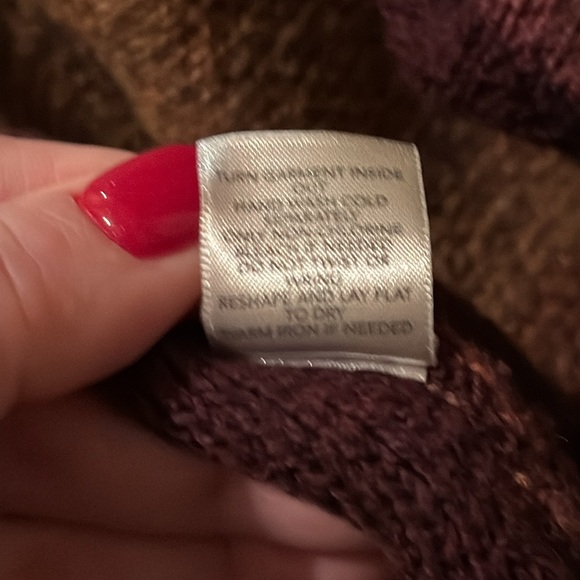 TURN GARMENT INSIDE
OUT
HAND WASH COLD
SEPARATELY
ONLY NON-CHLORINE
BLEACH IF NEEDED
DO NOT TWIST OR
WRING
RESHAPE AND LAY FLAT
TO DRY
WARM IRON IF NEEDED